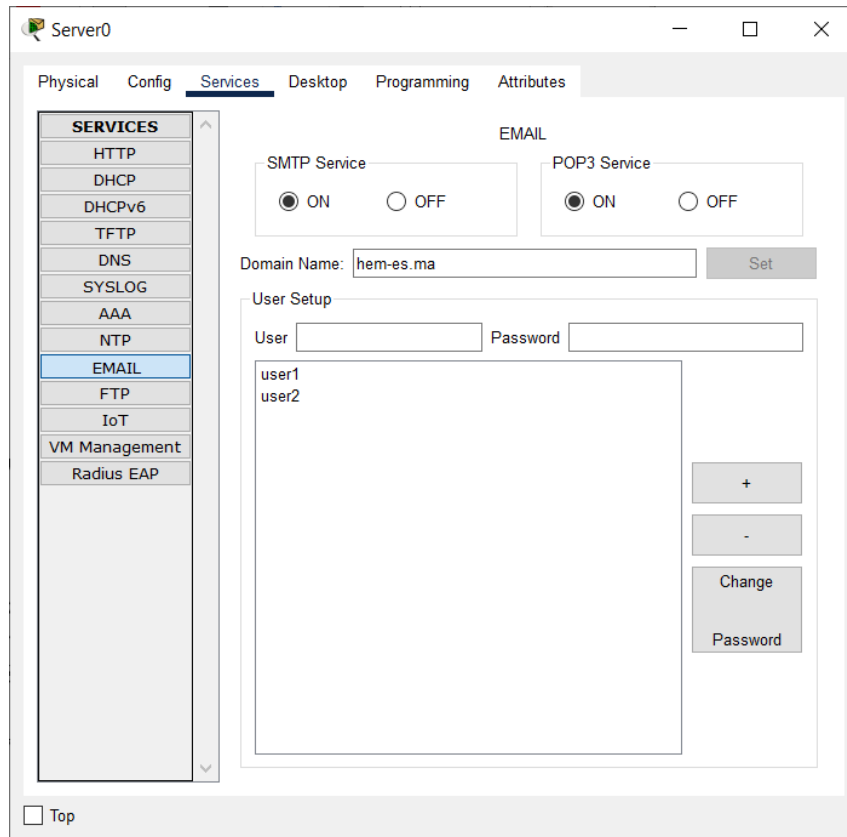 Server0
Physical Config Services Desktop Programming Attributes
SERVICES
HTTP
DHCP
DHCPv6
TFTP
DNS
SYSLOG
AAA
NTP
EMAIL
FTP
IoT
VM Management
Radius EAP
EMAIL
SMTP Service
ON OFF
POP3 Service
ON OFF
Domain Name: hem-es.ma Set
User Setup
User Password
user1
user2
+
-
Change
Password
Top